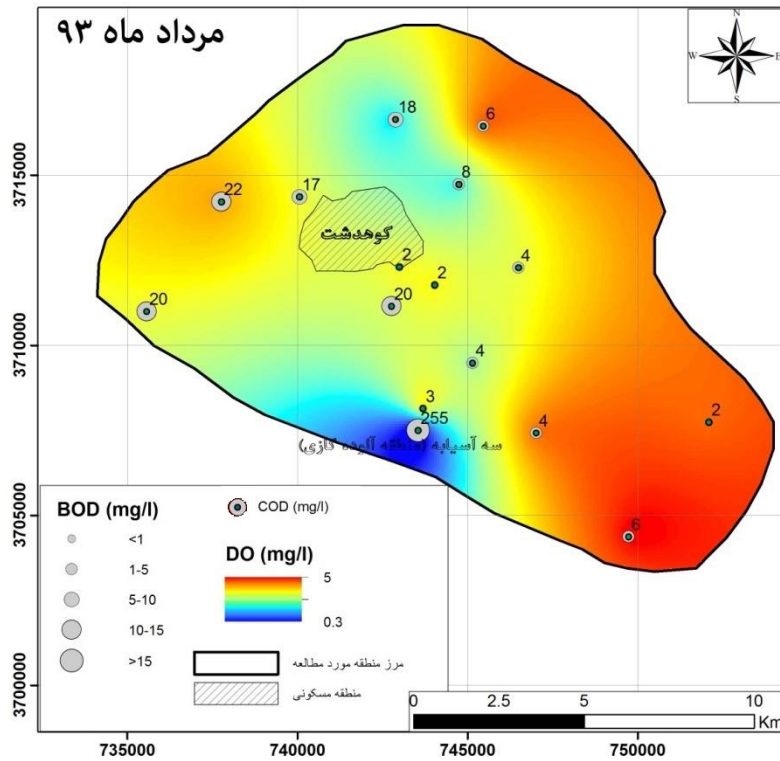 مرداد ماه ۹۳
N
W E
S
3715000
3710000
3705000
3700000
18
6
8
22
17
کوهدشت
2
2
4
20
20
4
3
255
4
2
6
سه آسیابه (منطقه آلوده گازی)
BOD (mg/l)
<1
1-5
5-10
10-15
>15
COD (mg/l)
DO (mg/l)
5
0.3
مرز منطقه مورد مطالعه
منطقه مسکونی
0 2.5 5 10
Km
735000 740000 745000 750000